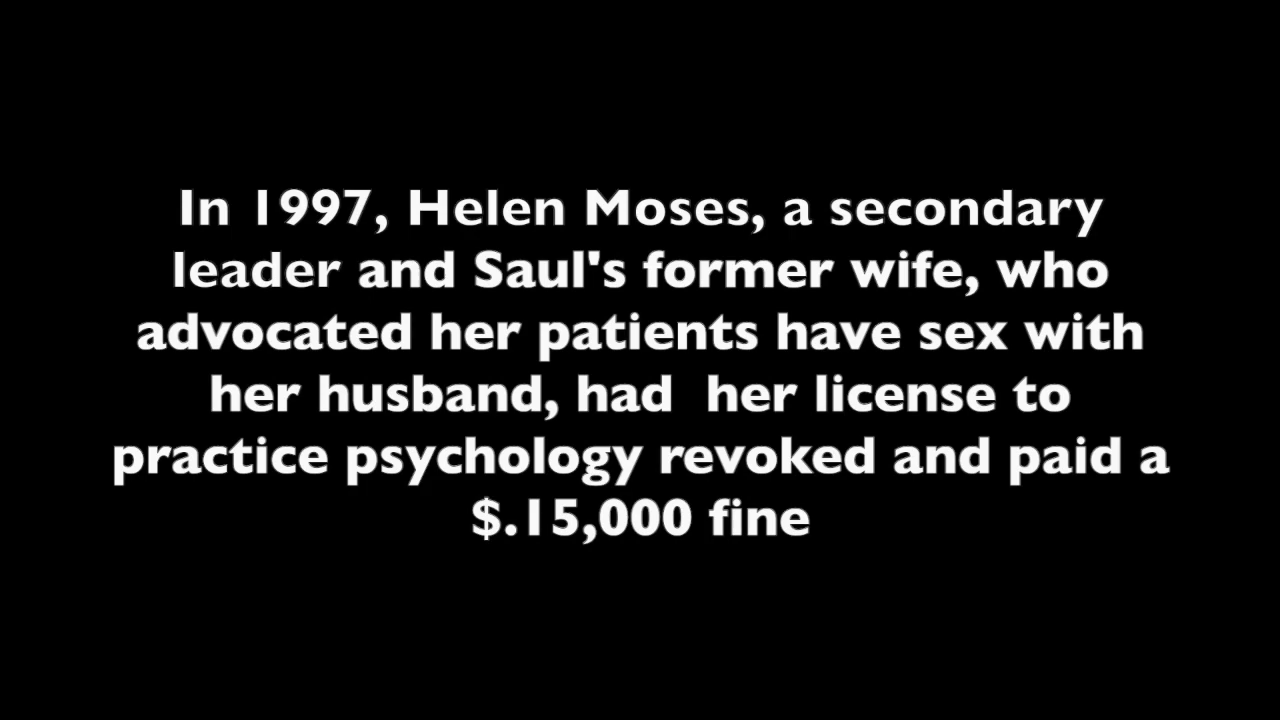 In 1997, Helen Moses, a secondary
leader and Saul's former wife, who
advocated her patients have sex with
her husband, had  her license to
practice psychology revoked and paid a
$.15,000 fine